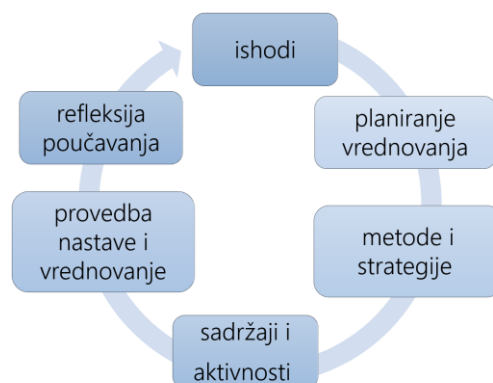 ishodi
planiranje
vrednovanja
metode i
strategije
sadržaji i
aktivnosti
provedba
nastave i
vrednovanje
refleksija
poučavanja